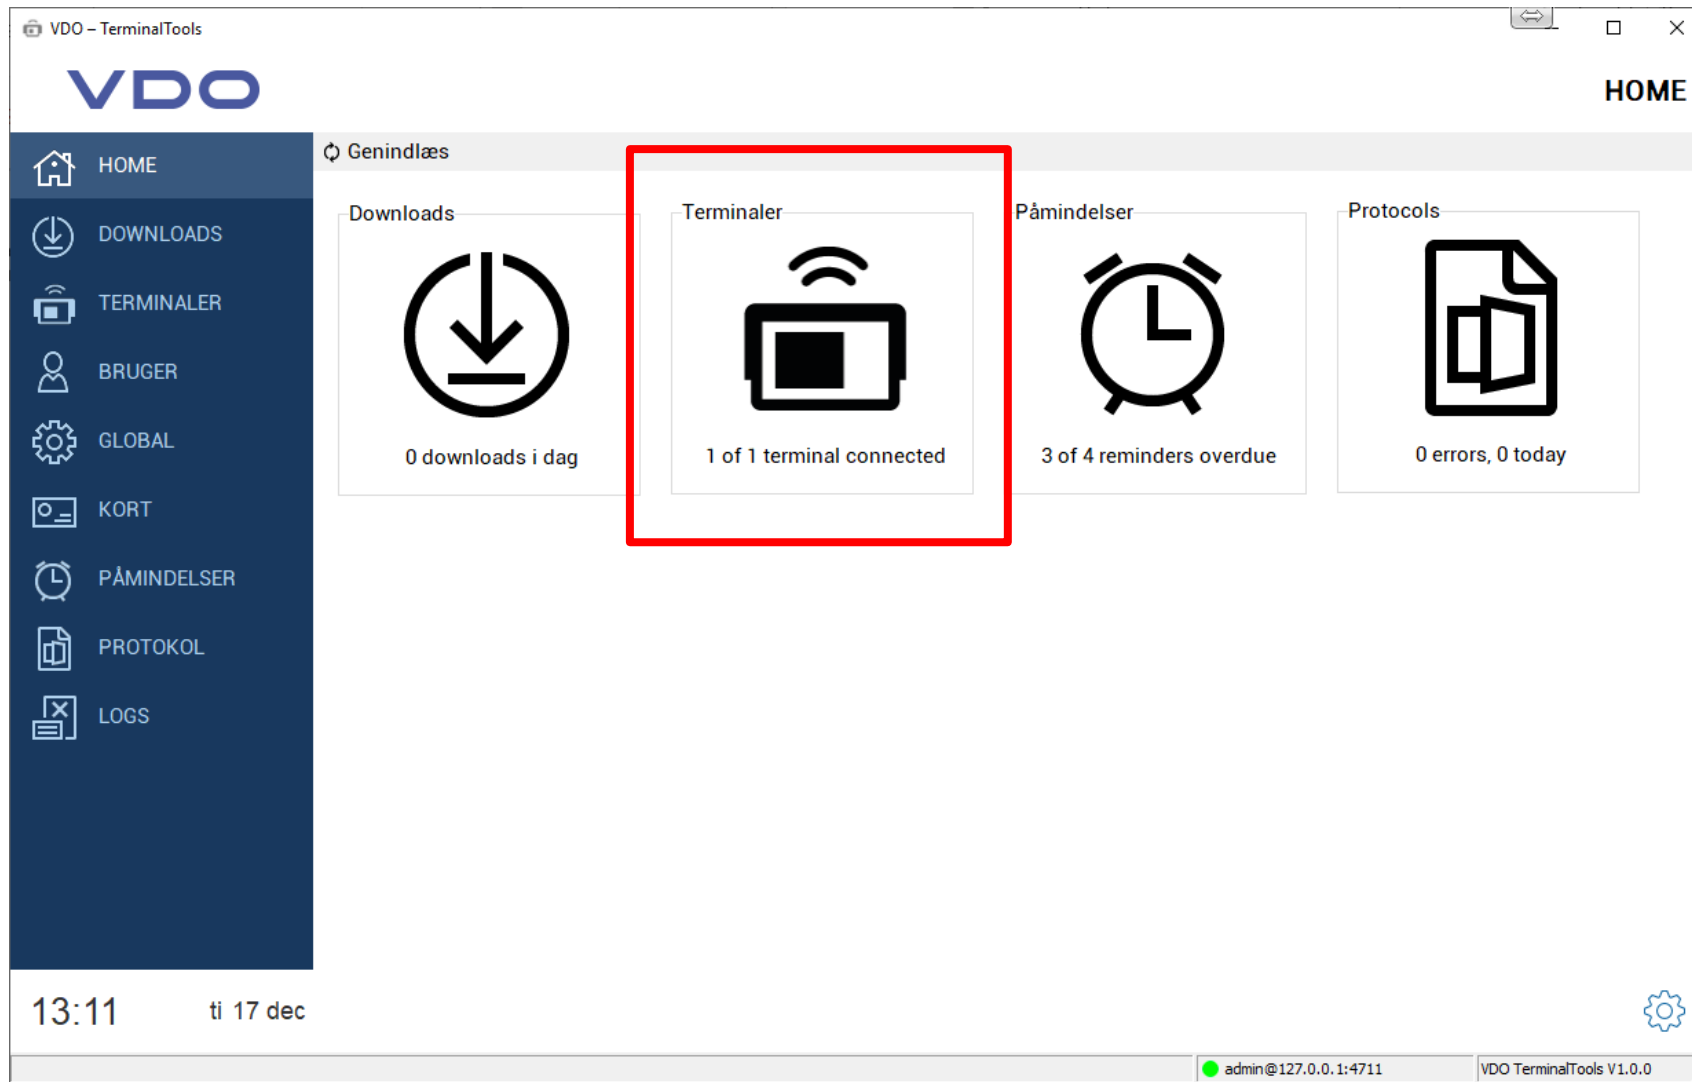 VDO – TerminalTools
VDO
HOME
HOME
DOWNLOADS
TERMINALER
BRUGER
GLOBAL
KORT
PÅMINDELSER
PROTOKOL
LOGS
Genindlæs
Downloads
0 downloads i dag
Terminaler
1 of 1 terminal connected
Påmindelser
3 of 4 reminders overdue
Protocols
0 errors, 0 today
13:11
ti 17 dec
admin@127.0.0.1:4711
VDO TerminalTools V1.0.0